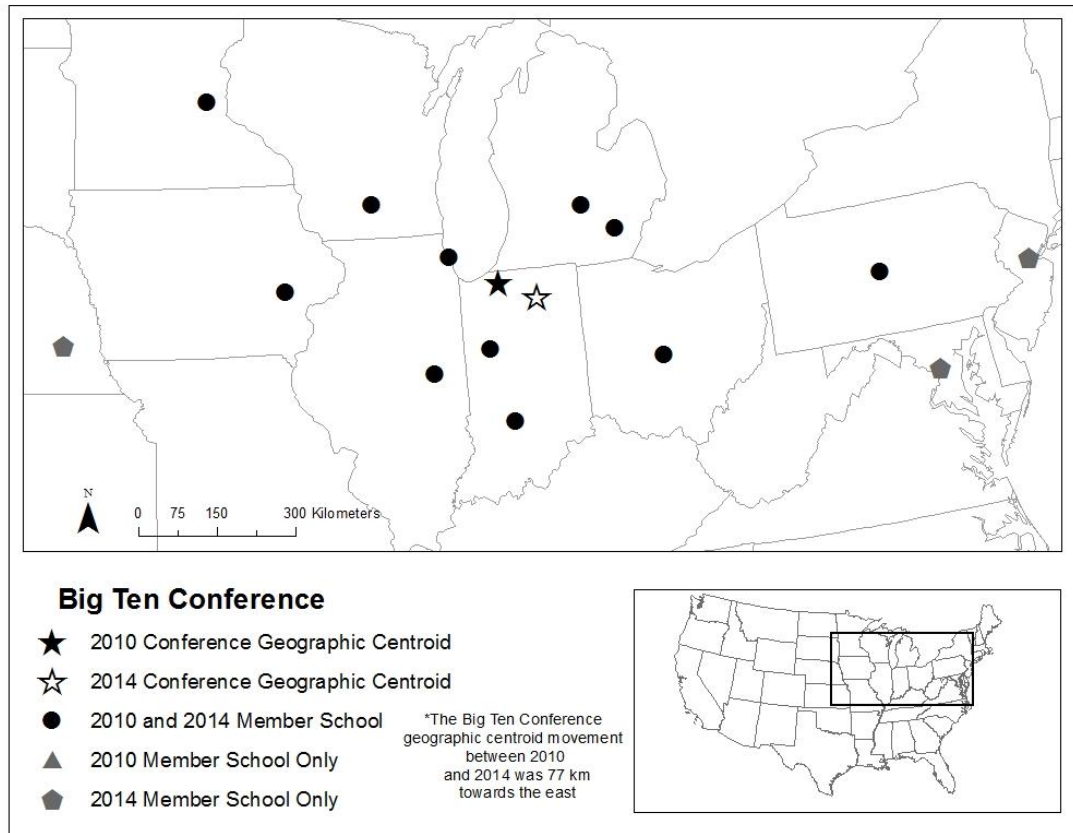 N
0 75 150 300 Kilometers
Big Ten Conference
2010 Conference Geographic Centroid
2014 Conference Geographic Centroid
2010 and 2014 Member School
2010 Member School Only
2014 Member School Only
*The Big Ten Conference
geographic centroid movement
between 2010
and 2014 was 77 km
towards the east